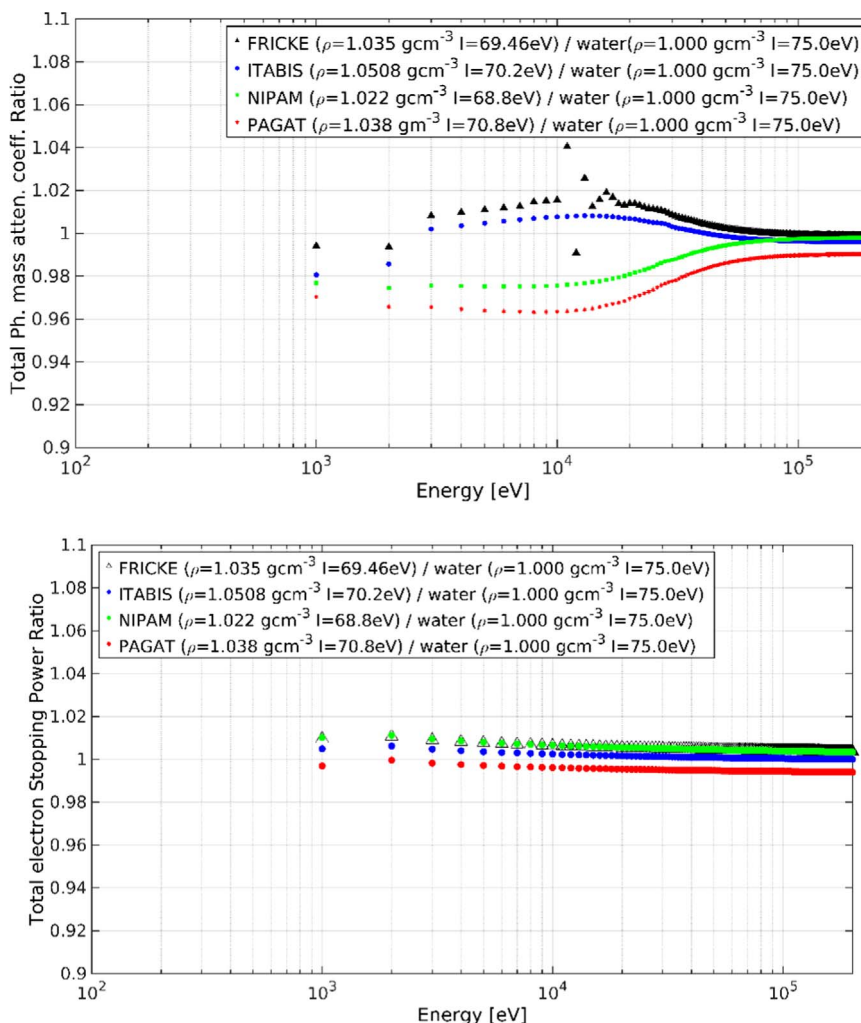 Total Ph. mass atten. coeff. Ratio
1.1
1.08
1.06
1.04
1.02
1
0.98
0.96
0.94
0.92
0.9
FRICKE (ρ=1.035 gcm⁻³ I=69.46eV) / water(ρ=1.000 gcm⁻³ I=75.0eV)
ITABIS (ρ=1.0508 gcm⁻³ I=70.2eV) / water (ρ=1.000 gcm⁻³ I=75.0eV)
NIPAM (ρ=1.022 gcm⁻³ I=68.8eV) / water (ρ=1.000 gcm⁻³ I=75.0eV)
PAGAT (ρ=1.038 gm⁻³ I=70.8eV) / water (ρ=1.000 gcm⁻³ I=75.0eV)
10² 10³ 10⁴ 10⁵
Energy [eV]
Total electron Stopping Power Ratio
1.1
1.08
1.06
1.04
1.02
1
0.98
0.96
0.94
0.92
0.9
FRICKE (ρ=1.035 gcm⁻³ I=69.46eV) / water (ρ=1.000 gcm⁻³ I=75.0eV)
ITABIS (ρ=1.0508 gcm⁻³ I=70.2eV) / water (ρ=1.000 gcm⁻³ I=75.0eV)
NIPAM (ρ=1.022 gcm⁻³ I=68.8eV) / water (ρ=1.000 gcm⁻³ I=75.0eV)
PAGAT (ρ=1.038 gcm⁻³ I=70.8eV) / water (ρ=1.000 gcm⁻³ I=75.0eV)
10² 10³ 10⁴ 10⁵
Energy [eV]